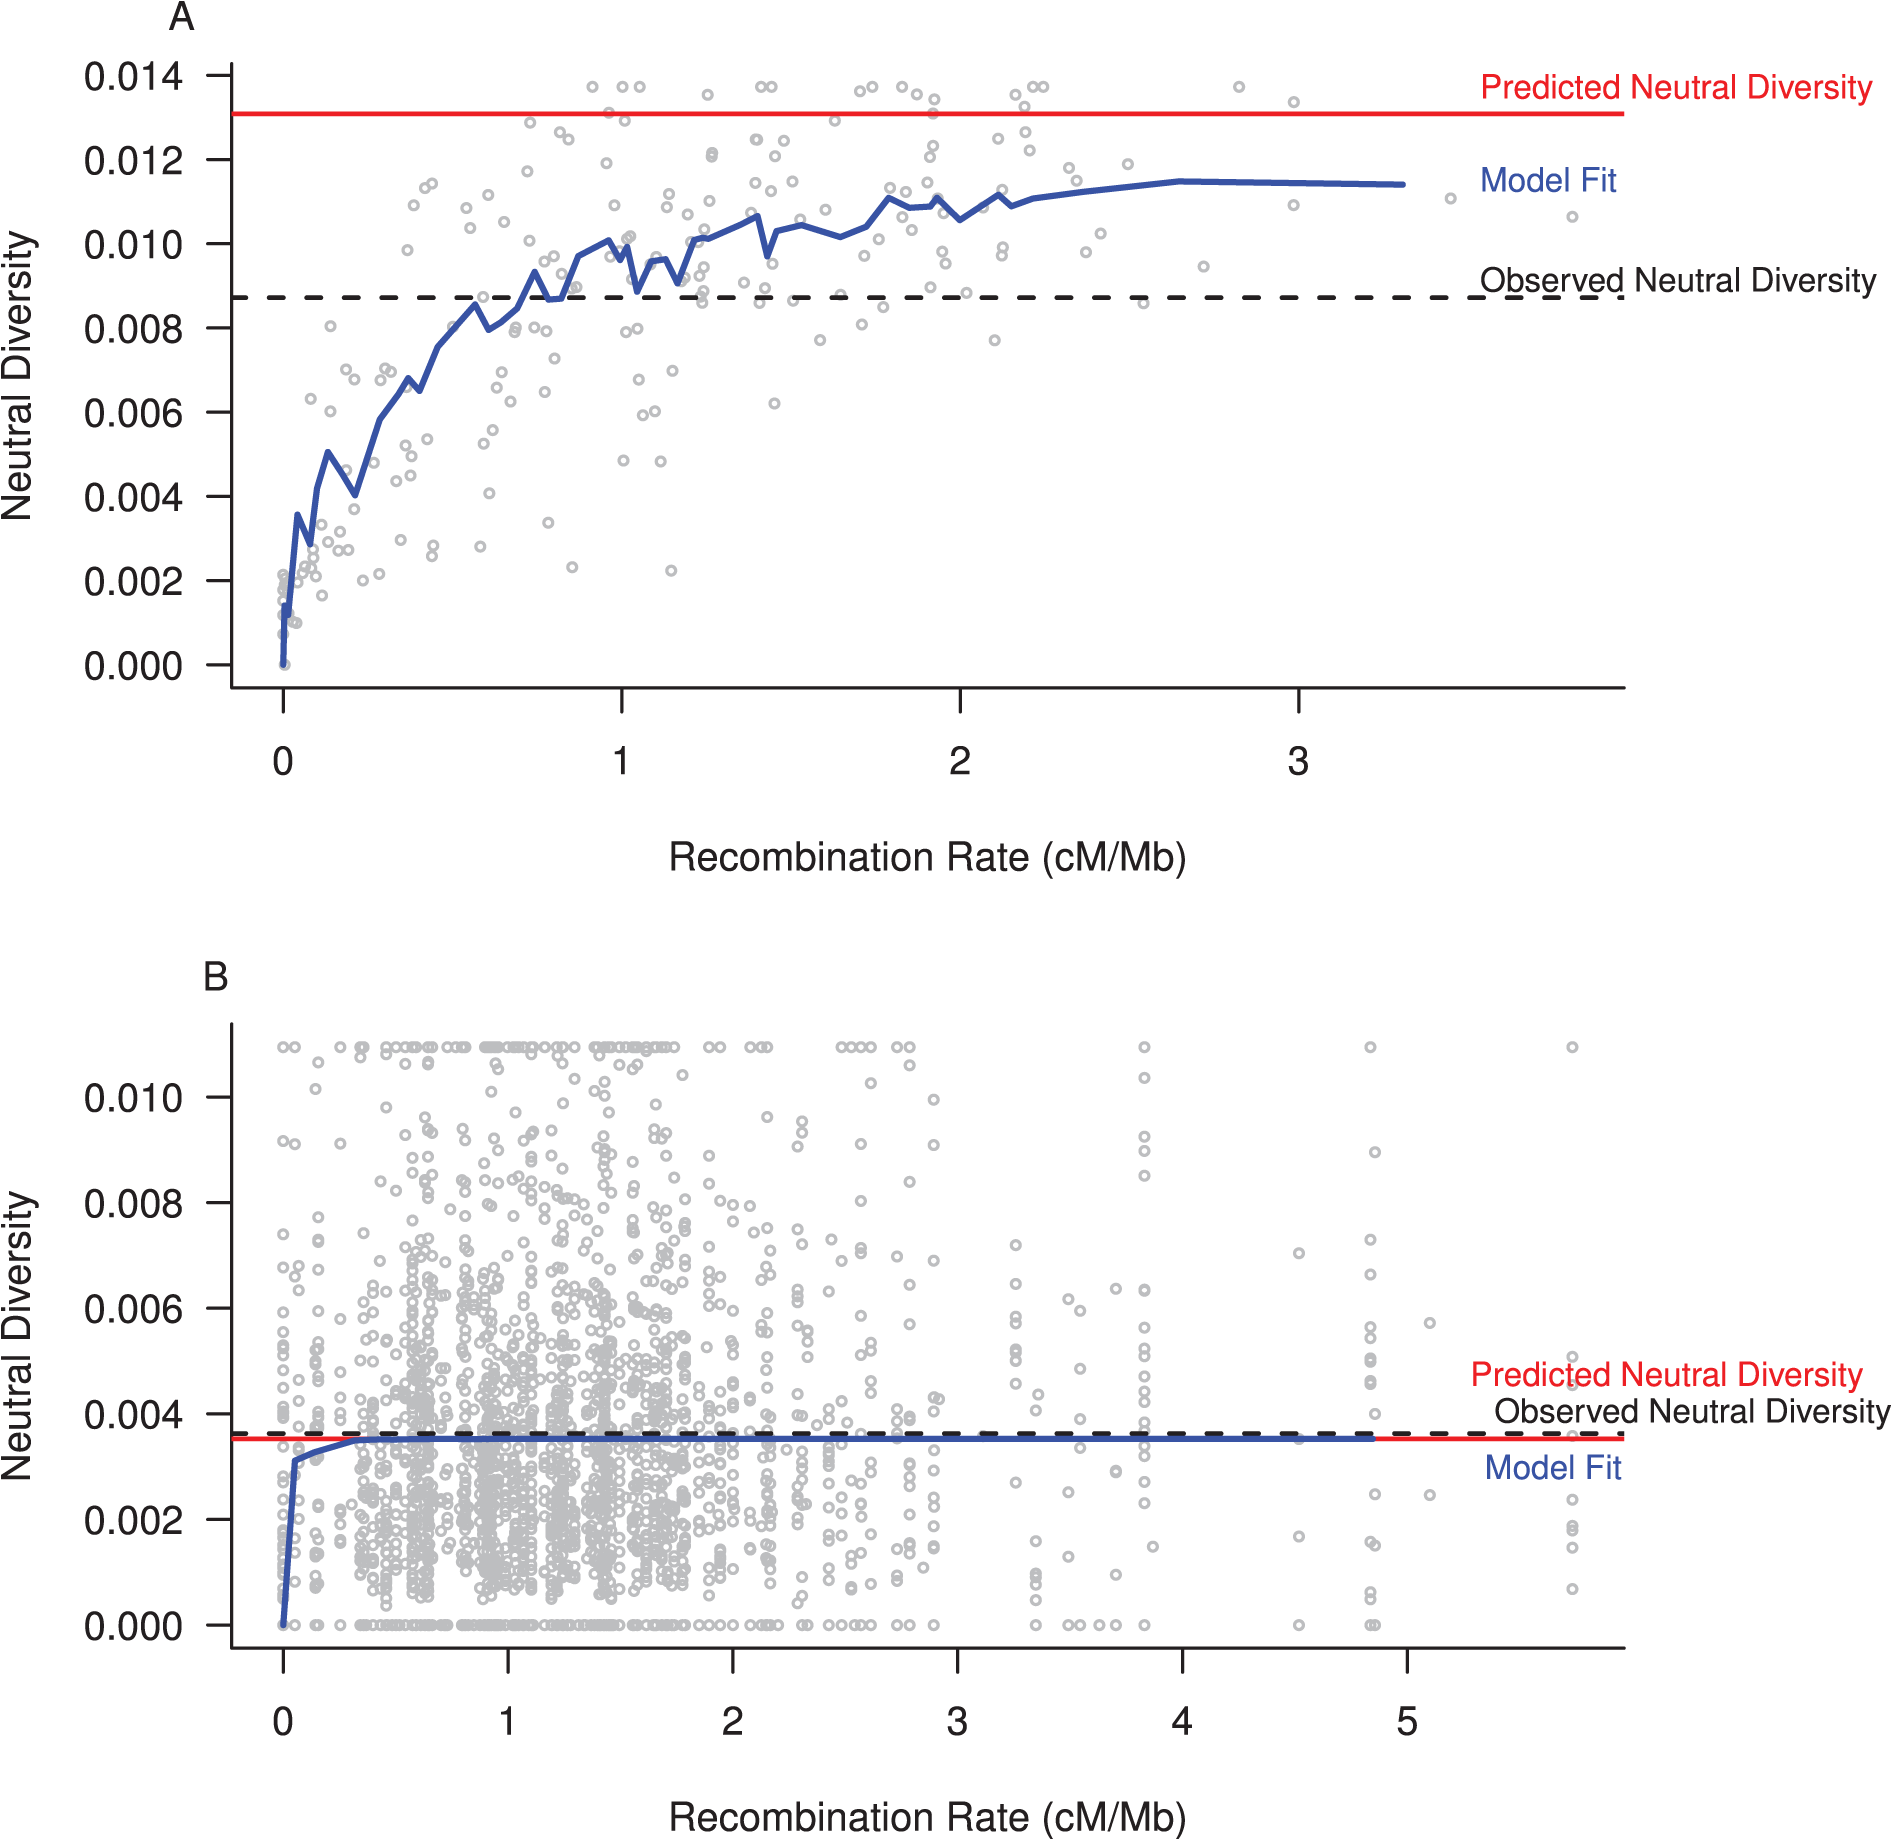 A
0.014
0.012
0.010
0.008
0.006
0.004
0.002
0.000
Neutral Diversity
Predicted Neutral Diversity
Model Fit
Observed Neutral Diversity
0 1 2 3
Recombination Rate (cM/Mb)
B
0.010
0.008
0.006
0.004
0.002
0.000
Neutral Diversity
Predicted Neutral Diversity
Observed Neutral Diversity
Model Fit
0 1 2 3 4 5
Recombination Rate (cM/Mb)